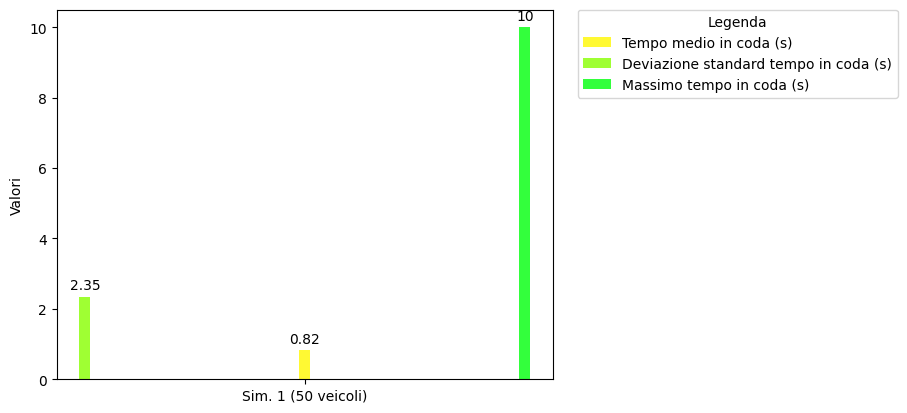 10
Legenda
Tempo medio in coda (s)
Deviazione standard tempo in coda (s)
Massimo tempo in coda (s)
10
8
6
4
2
0
Valori
2.35
0.82
Sim. 1 (50 veicoli)